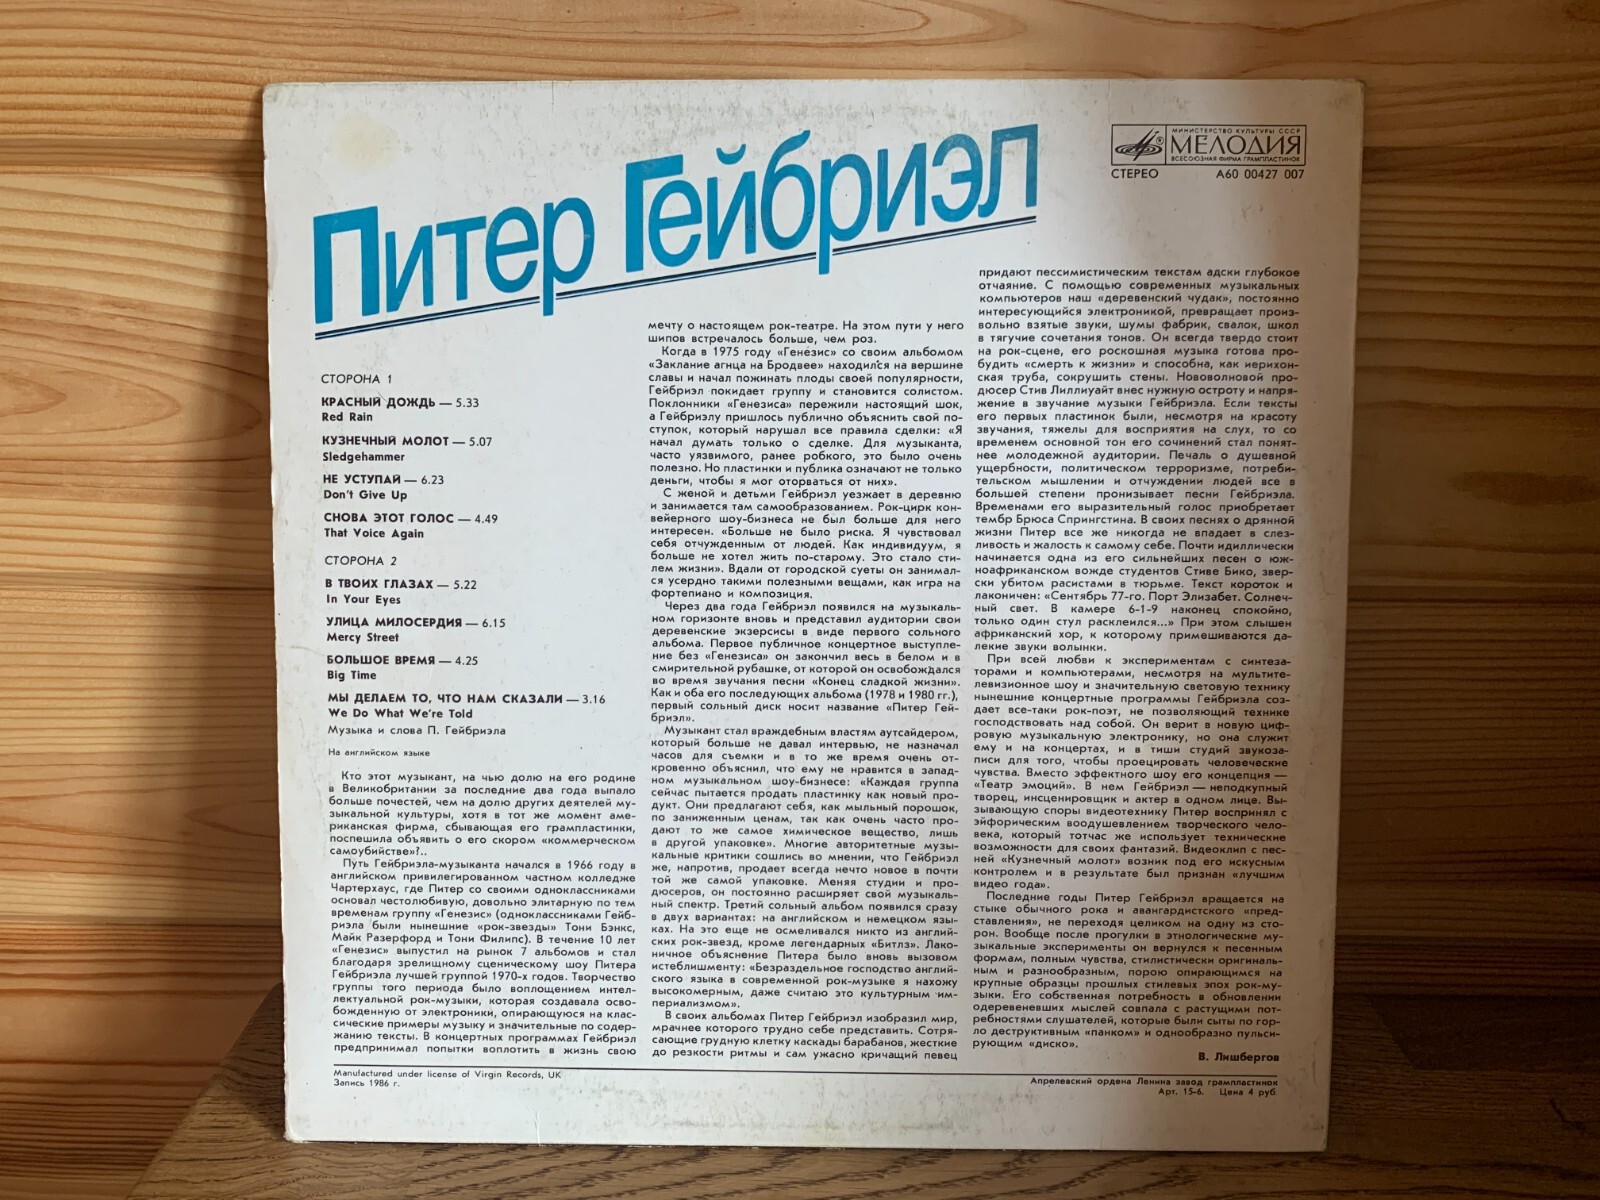 Питер Гейбриэл
МИНИСТЕРСТВО КУЛЬТУРЫ СССР
МЕЛОДИЯ
ВСЕСОЮЗНАЯ ФИРМА ГРАМПЛАСТИНОК
СТЕРЕО А60 00427 007
СТОРОНА 1
КРАСНЫЙ ДОЖДЬ — 5.33
Red Rain
КУЗНЕЧНЫЙ МОЛОТ — 5.07
Sledgehammer
НЕ УСТУПАЙ — 6.23
Don't Give Up
СНОВА ЭТОТ ГОЛОС — 4.49
That Voice Again
СТОРОНА 2
В ТВОИХ ГЛАЗАХ — 5.22
In Your Eyes
УЛИЦА МИЛОСЕРДИЯ — 6.15
Mercy Street
БОЛЬШОЕ ВРЕМЯ — 4.25
Big Time
МЫ ДЕЛАЕМ ТО, ЧТО НАМ СКАЗАЛИ — 3.16
We Do What We're Told
Музыка и слова П. Гейбриэла
На английском языке
Кто этот музыкант, на чью долю на его родине
в Великобритании за последние два года выпало
больше почестей, чем на долю других деятелей му-
зыкальной культуры, хотя в тот же момент аме-
риканская фирма, сбывающая его грампластинки,
поспешила объявить о его скором «коммерческом
самоубийстве»?..
Путь Гейбриэла-музыканта начался в 1966 году в
английском привилегированном частном колледже
Чартерхаус, где Питер со своими одноклассниками
основал честолюбивую, довольно элитарную по тем
временам группу «Генезис» (одноклассниками Гейб-
риэла были нынешние «рок-звезды» Тони Бэнкс,
Майк Разерфорд и Тони Филипс). В течение 10 лет
«Генезис» выпустил на рынок 7 альбомов и стал
благодаря зрелищному сценическому шоу Питера
Гейбриэла лучшей группой 1970-х годов. Творчество
группы того периода было воплощением интел-
лектуальной рок-музыки, которая создавала осво-
божденную от электроники, опирающуюся на клас-
сические примеры музыку и значительные по содер-
жанию тексты. В концертных программах Гейбриэл
предпринимал попытки воплотить в жизнь свою
мечту о настоящем рок-театре. На этом пути у него
шипов встречалось больше, чем роз.
Когда в 1975 году «Генезис» со своим альбомом
«Заклание агнца на Бродвее» находился на вершине
славы и начал пожинать плоды своей популярности,
Гейбриэл покидает группу и становится солистом.
Поклонники «Генезиса» пережили настоящий шок,
а Гейбриэлу пришлось публично объяснить свой по-
ступок, который нарушал все правила сделки: «Я
начал думать только о сделке. Для музыканта,
часто уязвимого, ранее робкого, это было очень
полезно. Но пластинки и публика означают не только
деньги, чтобы я мог оторваться от них».
С женой и детьми Гейбриэл уезжает в деревню
и занимается там самообразованием. Рок-цирк кон-
вейерного шоу-бизнеса не был больше для него
интересен. «Больше не было риска. Я чувствовал
себя отчужденным от людей. Как индивидуум, я
больше не хотел жить по-старому. Это стало сти-
лем жизни». Вдали от городской суеты он занимал-
ся усердно такими полезными вещами, как игра на
фортепиано и композиция.
Через два года Гейбриэл появился на музыкаль-
ном горизонте вновь и представил аудитории свои
деревенские экзерсисы в виде первого сольного
альбома. Первое публичное концертное выступле-
ние без «Генезиса» он закончил весь в белом и в
смирительной рубашке, от которой он освобождался
во время звучания песни «Конец сладкой жизни».
Как и оба его последующих альбома (1978 и 1980 гг.),
первый сольный диск носит название «Питер Гей-
бриэл».
Музыкант стал враждебным властям аутсайдером,
который больше не давал интервью, не назначал
часов для съемки и в то же время очень от-
кровенно объяснил, что ему не нравится в запад-
ном музыкальном шоу-бизнесе: «Каждая группа
сейчас пытается продать пластинку как новый про-
дукт. Они предлагают себя, как мыльный порошок,
по заниженным ценам, так как очень часто про-
дают то же самое химическое вещество, лишь
в другой упаковке». Многие авторитетные музы-
кальные критики сошлись во мнении, что Гейбриэл
же, напротив, продает всегда нечто новое в почти
той же самой упаковке. Меняя студии и про-
дюсеров, он постоянно расширяет свой музыкаль-
ный спектр. Третий сольный альбом появился сразу
в двух вариантах: на английском и немецком язы-
ках. На это еще не осмеливался никто из англий-
ских рок-звезд, кроме легендарных «Битлз». Лако-
ничное объяснение Питера было вновь вызовом
истеблишменту: «Безраздельное господство англий-
ского языка в современной рок-музыке я нахожу
высокомерным, даже считаю это культурным им-
периализмом».
В своих альбомах Питер Гейбриэл изобразил мир,
мрачнее которого трудно себе представить. Сотря-
сающие грудную клетку каскады барабанов, жесткие
до резкости ритмы и сам ужасно кричащий певец
придают пессимистическим текстам адски глубокое
отчаяние. С помощью современных музыкальных
компьютеров наш «деревенский чудак», постоянно
интересующийся электроникой, превращает произ-
вольно взятые звуки, шумы фабрик, свалок, школ
в тягучие сочетания тонов. Он всегда твердо стоит
на рок-сцене, его роскошная музыка готова про-
будить «смерть к жизни» и способна, как иерихон-
ская труба, сокрушить стены. Нововолновой про-
дюсер Стив Лиллиуайт внес нужную остроту и напря-
жение в звучание музыки Гейбриэла. Если тексты
его первых пластинок были, несмотря на красоту
звучания, тяжелы для восприятия на слух, то со
временем основной тон его сочинений стал понят-
нее молодежной аудитории. Печаль о душевной
ущербности, политическом терроризме, потреби-
тельском мышлении и отчуждении людей все в
большей степени пронизывает песни Гейбриэла.
Временами его выразительный голос приобретает
тембр Брюса Спрингстина. В своих песнях о дрянной
жизни Питер все же никогда не впадает в слез-
ливость и жалость к самому себе. Почти идиллически
начинается одна из его сильнейших песен о юж-
ноафриканском вожде студентов Стиве Бико, звер-
ски убитом расистами в тюрьме. Текст короток и
лаконичен: «Сентябрь 77-го. Порт Элизабет. Солнеч-
ный свет. В камере 6-1-9 наконец спокойно,
только один стул расклеился...» При этом слышен
африканский хор, к которому примешиваются да-
лекие звуки волынки.
При всей любви к экспериментам с синтеза-
торами и компьютерами, несмотря на мультите-
левизионное шоу и значительную световую технику
нынешние концертные программы Гейбриэла соз-
дает все-таки рок-поэт, не позволяющий технике
господствовать над собой. Он верит в новую циф-
ровую музыкальную электронику, но она служит
ему и на концертах, и в тиши студий звукоза-
писи для того, чтобы проецировать человеческие
чувства. Вместо эффектного шоу его концепция —
«Театр эмоций». В нем Гейбриэл — неподкупный
творец, инсценировщик и актер в одном лице. Вы-
зывающую споры видеотехнику Питер воспринял с
эйфорическим воодушевлением творческого чело-
века, который тотчас же использует технические
возможности для своих фантазий. Видеоклип с пес-
ней «Кузнечный молот» возник под его искусным
контролем и в результате был признан «лучшим
видео года».
Последние годы Питер Гейбриэл вращается на
стыке обычного рока и авангардистского «пред-
ставления», не переходя целиком на одну из сто-
рон. Вообще после прогулки в этнологические му-
зыкальные эксперименты он вернулся к песенным
формам, полным чувства, стилистически оригиналь-
ным и разнообразным, порою опирающимся на
крупные образцы прошлых стилевых эпох рок-му-
зыки. Его собственная потребность в обновлении
одеревеневших мыслей совпала с растущими пот-
ребностями слушателей, которые были сыты по гор-
ло деструктивным «панком» и однообразно пульси-
рующим «диско».
В. Лишбергов
Manufactured under license of Virgin Records, UK
Запись 1986 г.
Апрелевский ордена Ленина завод грампластинок
Арт. 15-6. Цена 4 руб.